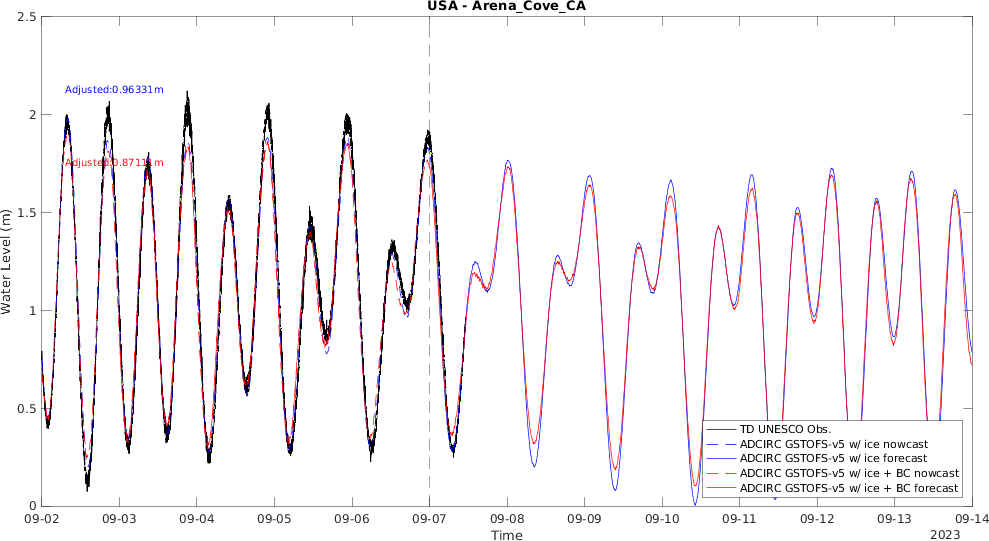 USA - Arena_Cove_CA
2.5
Adjusted:0.96331m
2
Adjusted:0.87111m
1.5
Water Level (m)
1
0.5
0
TD UNESCO Obs.
ADCIRC GSTOFS-v5 w/ ice nowcast
ADCIRC GSTOFS-v5 w/ ice forecast
ADCIRC GSTOFS-v5 w/ ice + BC nowcast
ADCIRC GSTOFS-v5 w/ ice + BC forecast
09-02 09-03 09-04 09-05 09-06 09-07 09-08 09-09 09-10 09-11 09-12 09-13 09-14
Time
2023